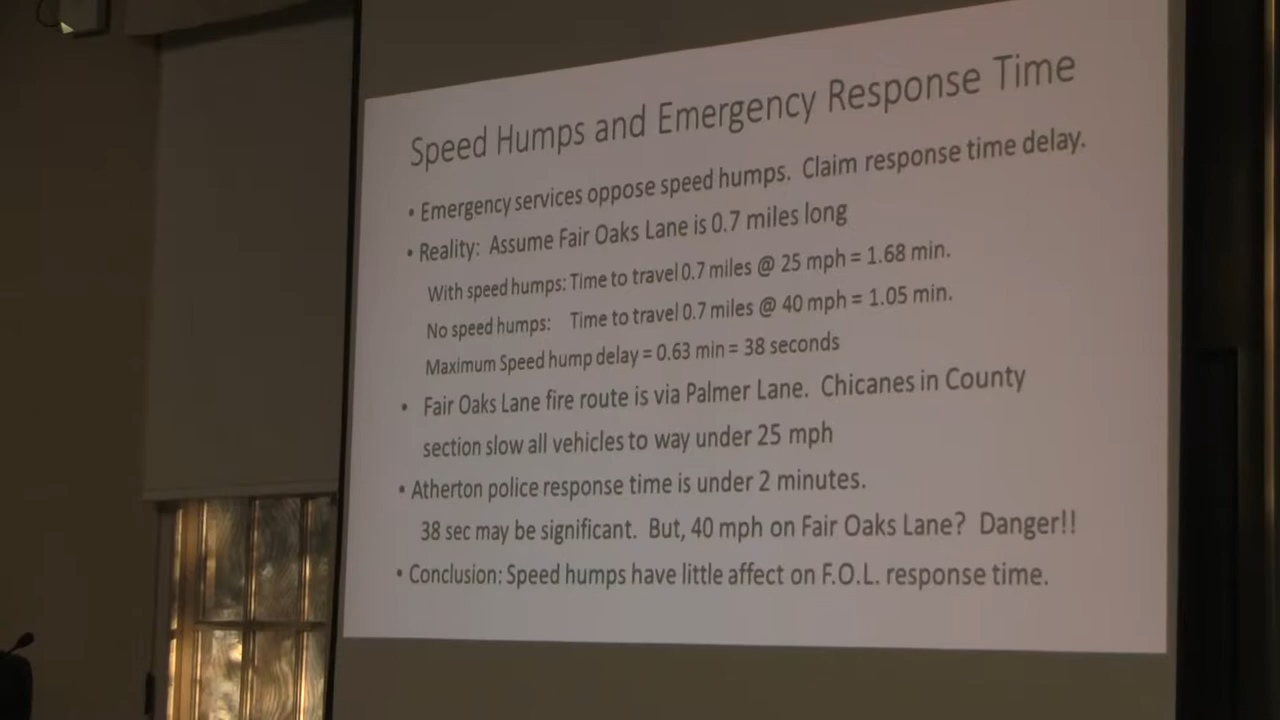 Speed Humps and Emergency Response Time
• Emergency services oppose speed humps. Claim response time delay.
• Reality: Assume Fair Oaks Lane is 0.7 miles long
With speed humps: Time to travel 0.7 miles @ 25 mph = 1.68 min.
No speed humps: Time to travel 0.7 miles @ 40 mph = 1.05 min.
Maximum Speed hump delay = 0.63 min = 38 seconds
• Fair Oaks Lane fire route is via Palmer Lane. Chicanes in County
section slow all vehicles to way under 25 mph
• Atherton police response time is under 2 minutes.
38 sec may be significant. But, 40 mph on Fair Oaks Lane? Danger!!
• Conclusion: Speed humps have little affect on F.O.L. response time.